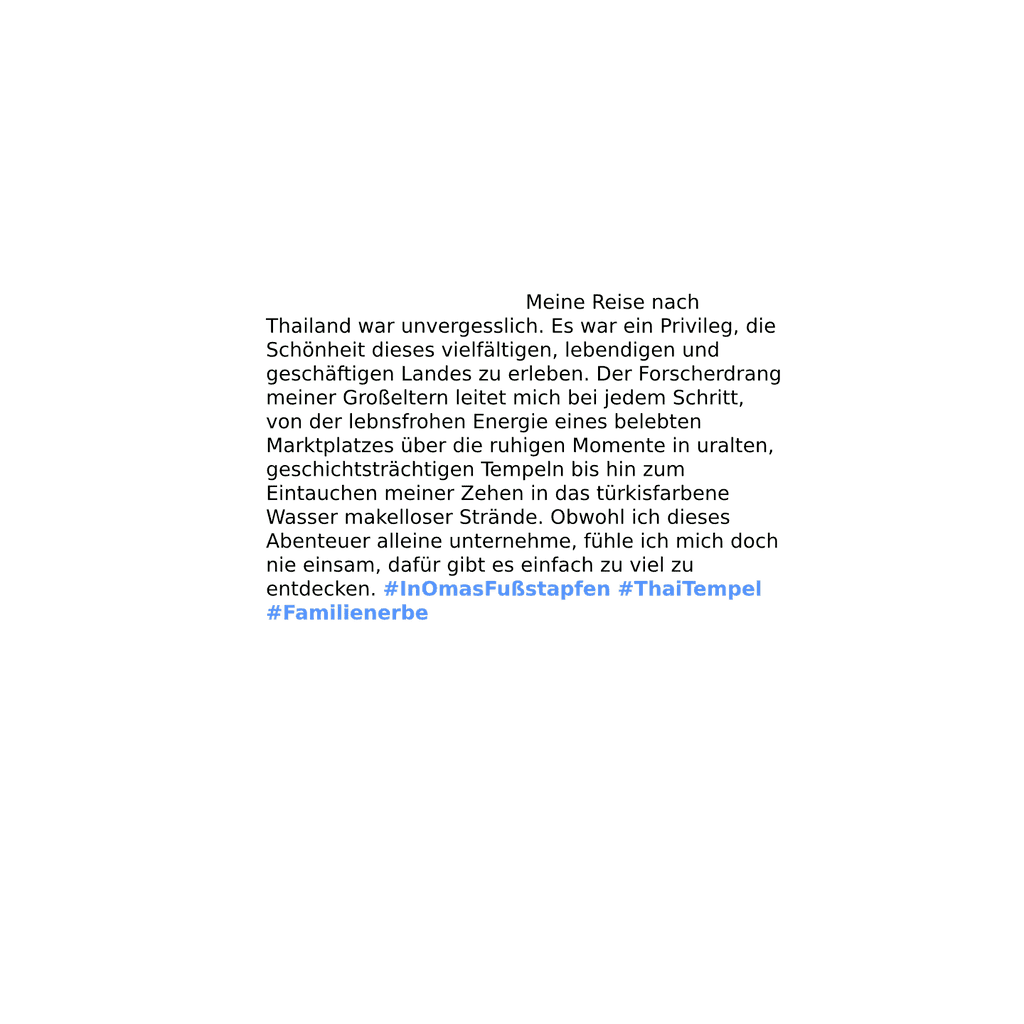 Meine Reise nach
Thailand war unvergesslich. Es war ein Privileg, die
Schönheit dieses vielfältigen, lebendigen und
geschäftigen Landes zu erleben. Der Forscherdrang
meiner Großeltern leitet mich bei jedem Schritt,
von der lebnsfrohen Energie eines belebten
Marktplatzes über die ruhigen Momente in uralten,
geschichtsträchtigen Tempeln bis hin zum
Eintauchen meiner Zehen in das türkisfarbene
Wasser makelloser Strände. Obwohl ich dieses
Abenteuer alleine unternehme, fühle ich mich doch
nie einsam, dafür gibt es einfach zu viel zu
entdecken. #InOmasFußstapfen #ThaiTempel
#Familienerbe